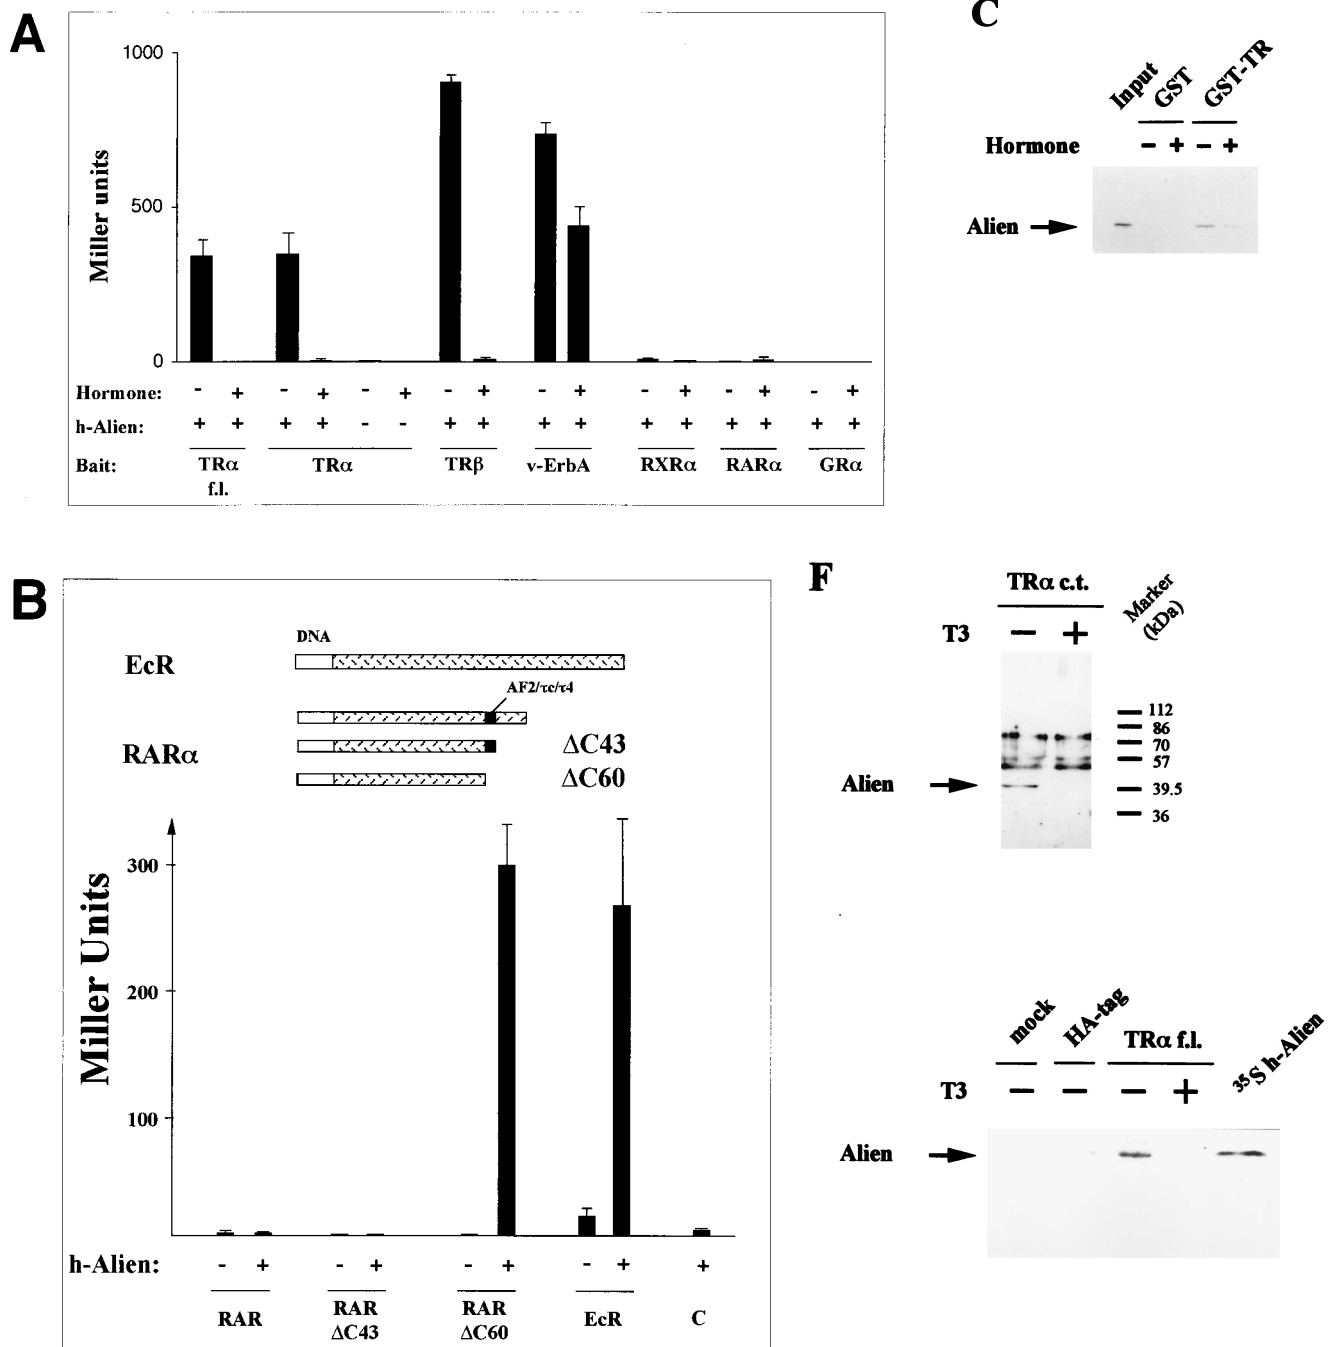 A
1000
500
0
Miller units
Hormone: - + - + - + - + - + - + - + - +
h-Alien: + + + + - - + + + + + + + + + +
Bait: TRα f.l. TRα TRβ v-ErbA RXRα RARα GRα
C
Input GST GST-TR
Hormone - + - +
Alien
B
DNA
EcR
AF2/τc/τ4
RARα
ΔC43
ΔC60
300
200
100
Miller Units
h-Alien: - + - + - + - + +
RAR RAR ΔC43 RAR ΔC60 EcR C
F
TRα c.t. Marker (kDa)
T3 - +
112
86
70
57
39.5
36
Alien
mock HA-tag TRα f.l. ³⁵S h-Alien
T3 - - - +
Alien